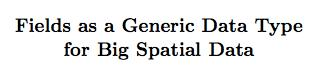 Fields as a Generic Data Type
for Big Spatial Data